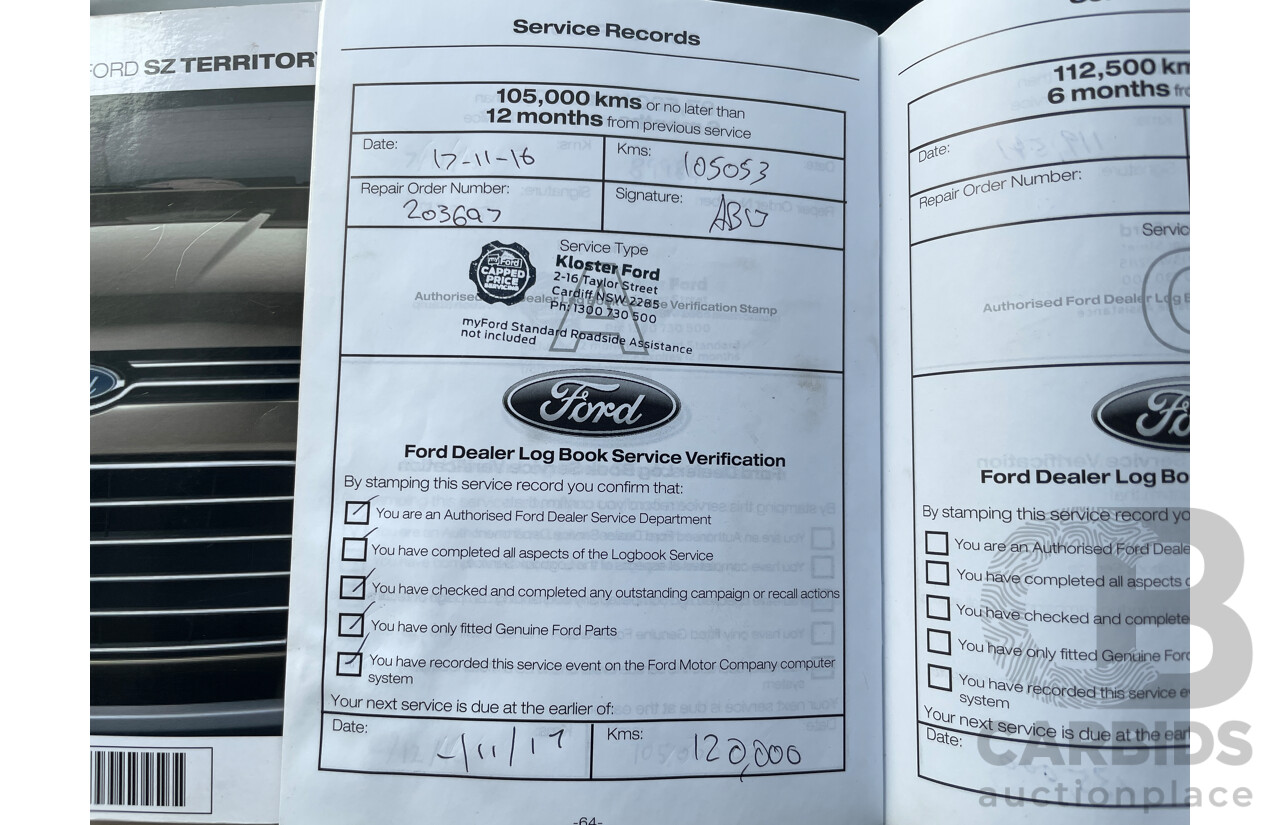 FORD SZ TERRITORY
Service Records
105,000 kms or no later than
12 months from previous service
Date: 17-11-16
Kms: 105053
Repair Order Number:
203697
Signature:
Service Type
myFord
CAPPED
PRICE
SERVICING
Kloster Ford
2-16 Taylor Street
Cardiff NSW 2285
Ph: 1300 730 500
Authorised Ford Dealer Log Book Service Verification Stamp
A
myFord Standard Roadside Assistance
not included
Ford
Ford Dealer Log Book Service Verification
By stamping this service record you confirm that:
You are an Authorised Ford Dealer Service Department
You have completed all aspects of the Logbook Service
You have checked and completed any outstanding campaign or recall actions
You have only fitted Genuine Ford Parts
You have recorded this service event on the Ford Motor Company computer
system
Your next service is due at the earlier of:
Date: -/11/17
Kms: 120,000
-64-
112,500 km
6 months
Date:
Repair Order Number:
Servic
Authorised Ford Dealer Log B
Ford Dealer Log Bo
By stamping this service record yo
You are an Authorised Ford Deale
You have completed all aspects
You have checked and complete
You have only fitted Genuine For
You have recorded this service e
system
Your next service is due at the ear
Date:
CB
CARBIDS
auctionplace